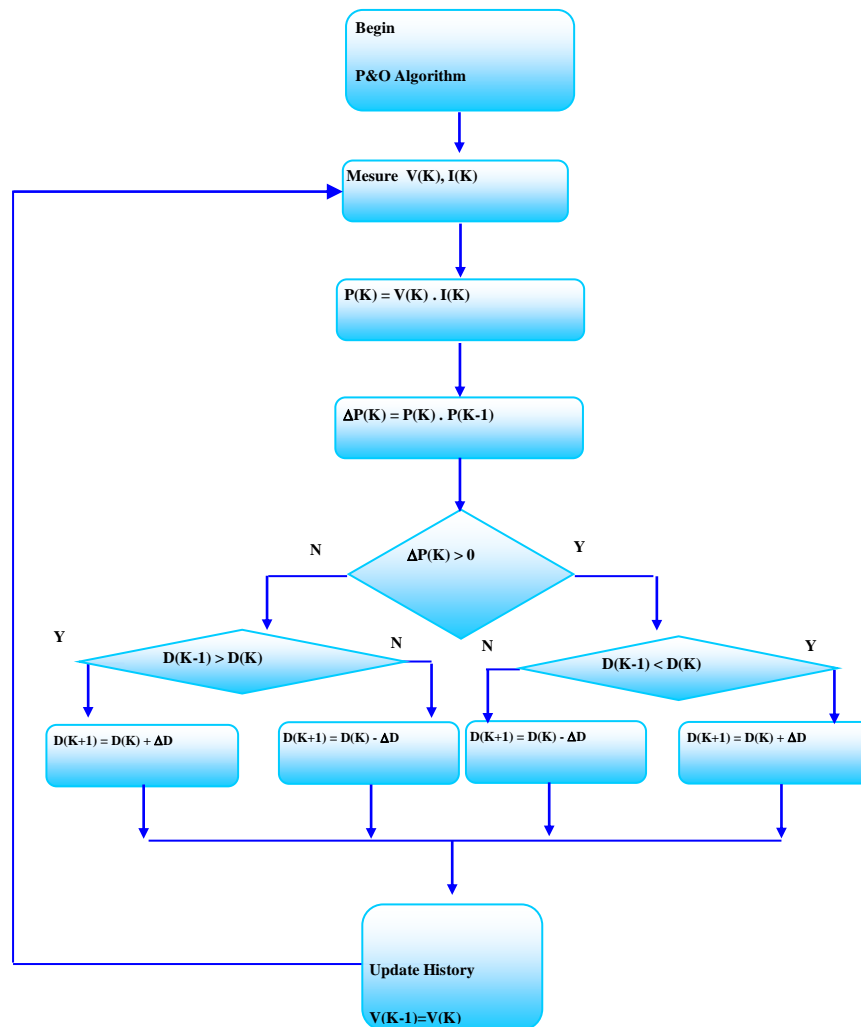 Begin
P&O Algorithm
Mesure V(K), I(K)
P(K) = V(K) . I(K)
ΔP(K) = P(K) . P(K-1)
N
ΔP(K) > 0
Y
Y
D(K-1) > D(K)
N
N
D(K-1) < D(K)
Y
D(K+1) = D(K) + ΔD
D(K+1) = D(K) - ΔD
D(K+1) = D(K) - ΔD
D(K+1) = D(K) + ΔD
Update History
V(K-1)=V(K)